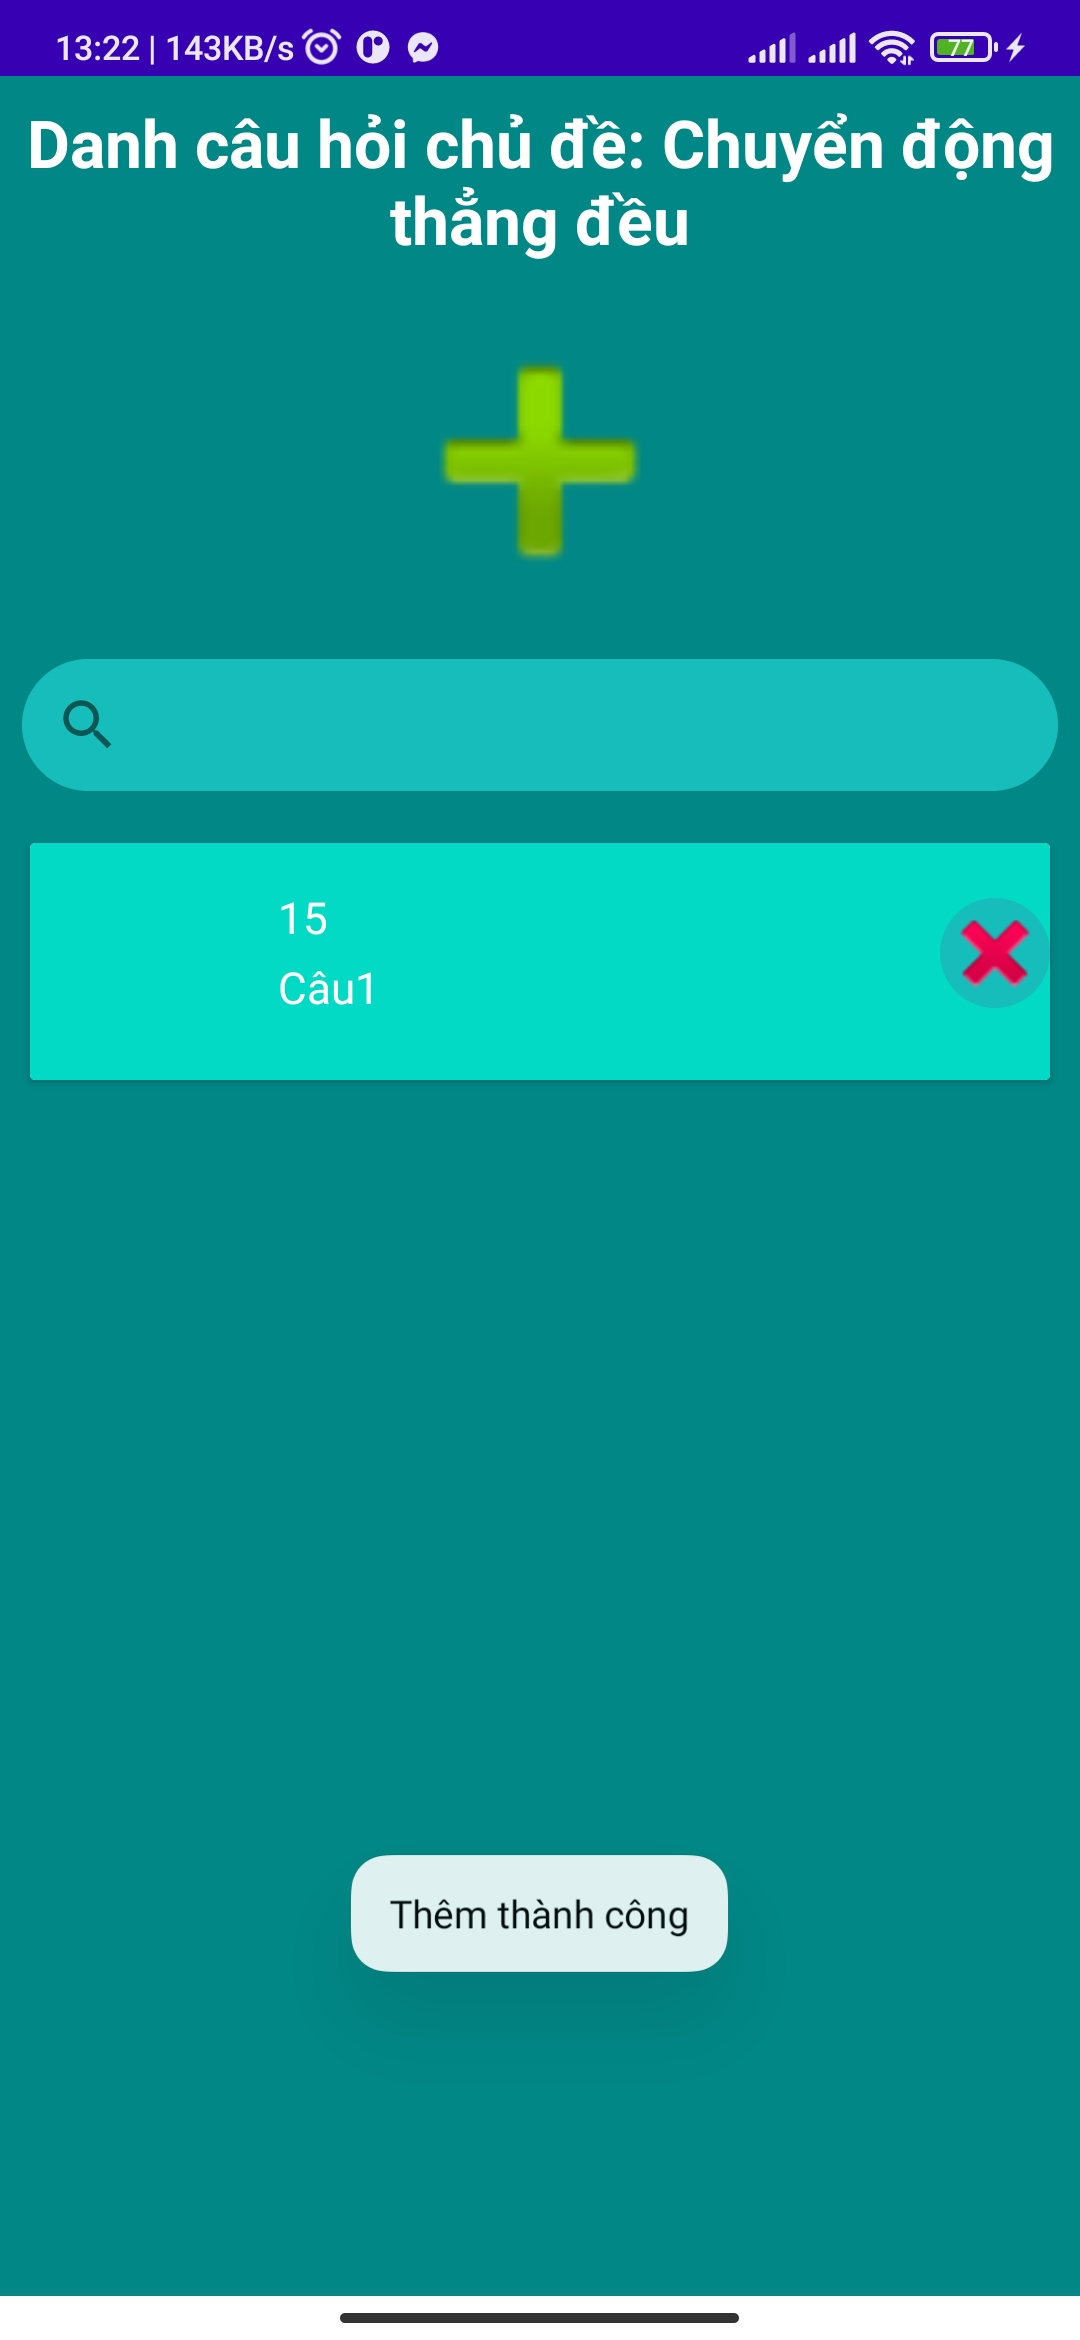 13:22 | 143KB/s
77
Danh câu hỏi chủ đề: Chuyển động
thẳng đều
15
Câu1
Thêm thành công